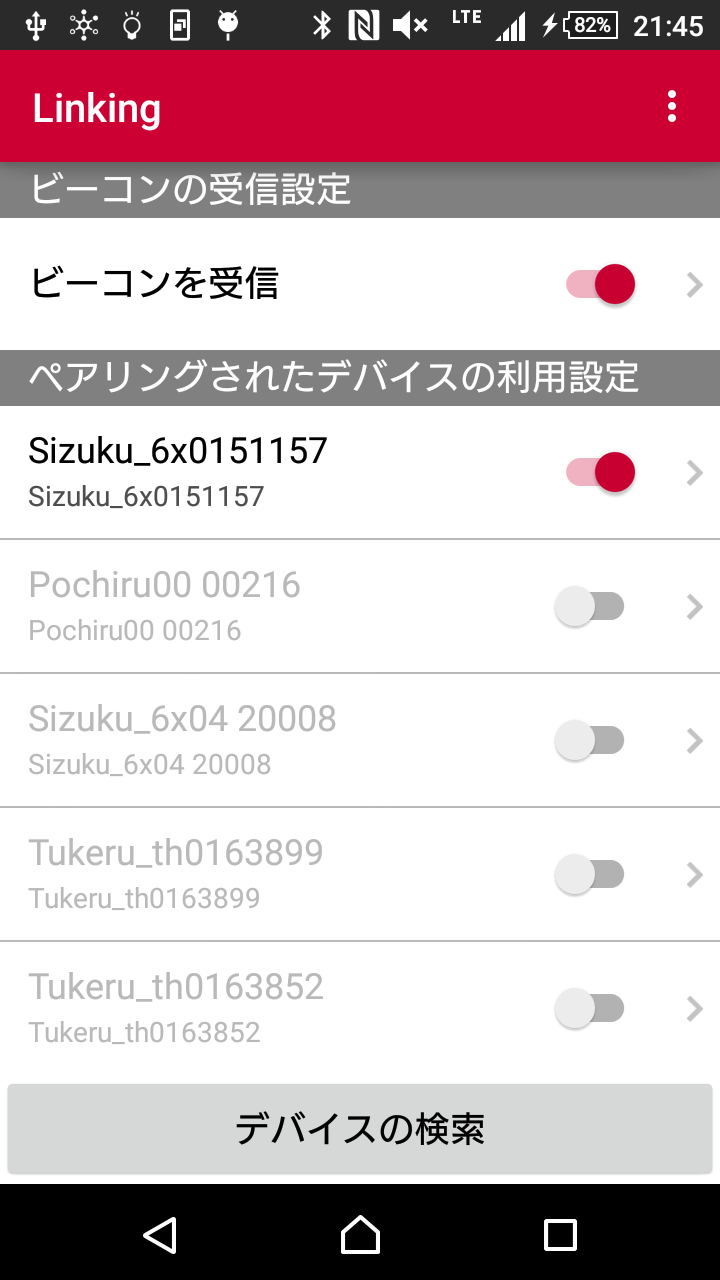 LTE 82% 21:45
Linking
ビーコンの受信設定
ビーコンを受信
ペアリングされたデバイスの利用設定
Sizuku_6x0151157
Sizuku_6x0151157
Pochiru00 00216
Pochiru00 00216
Sizuku_6x04 20008
Sizuku_6x04 20008
Tukeru_th0163899
Tukeru_th0163899
Tukeru_th0163852
Tukeru_th0163852
デバイスの検索